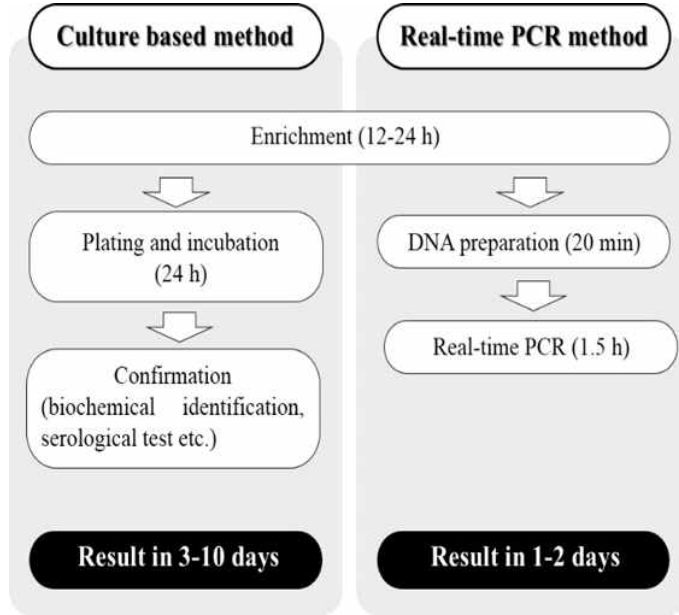 Culture based method
Real-time PCR method
Enrichment (12-24 h)
Plating and incubation
(24 h)
DNA preparation (20 min)
Real-time PCR (1.5 h)
Confirmation
(biochemical identification,
serological test etc.)
Result in 3-10 days
Result in 1-2 days